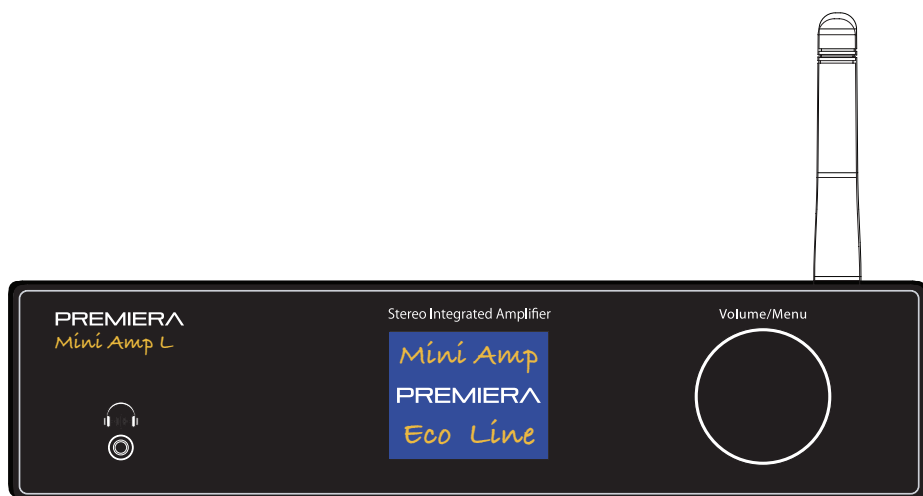 PREMIERA
Mini Amp L
Stereo Integrated Amplifier
Mini Amp
PREMIERA
Eco Line
Volume/Menu